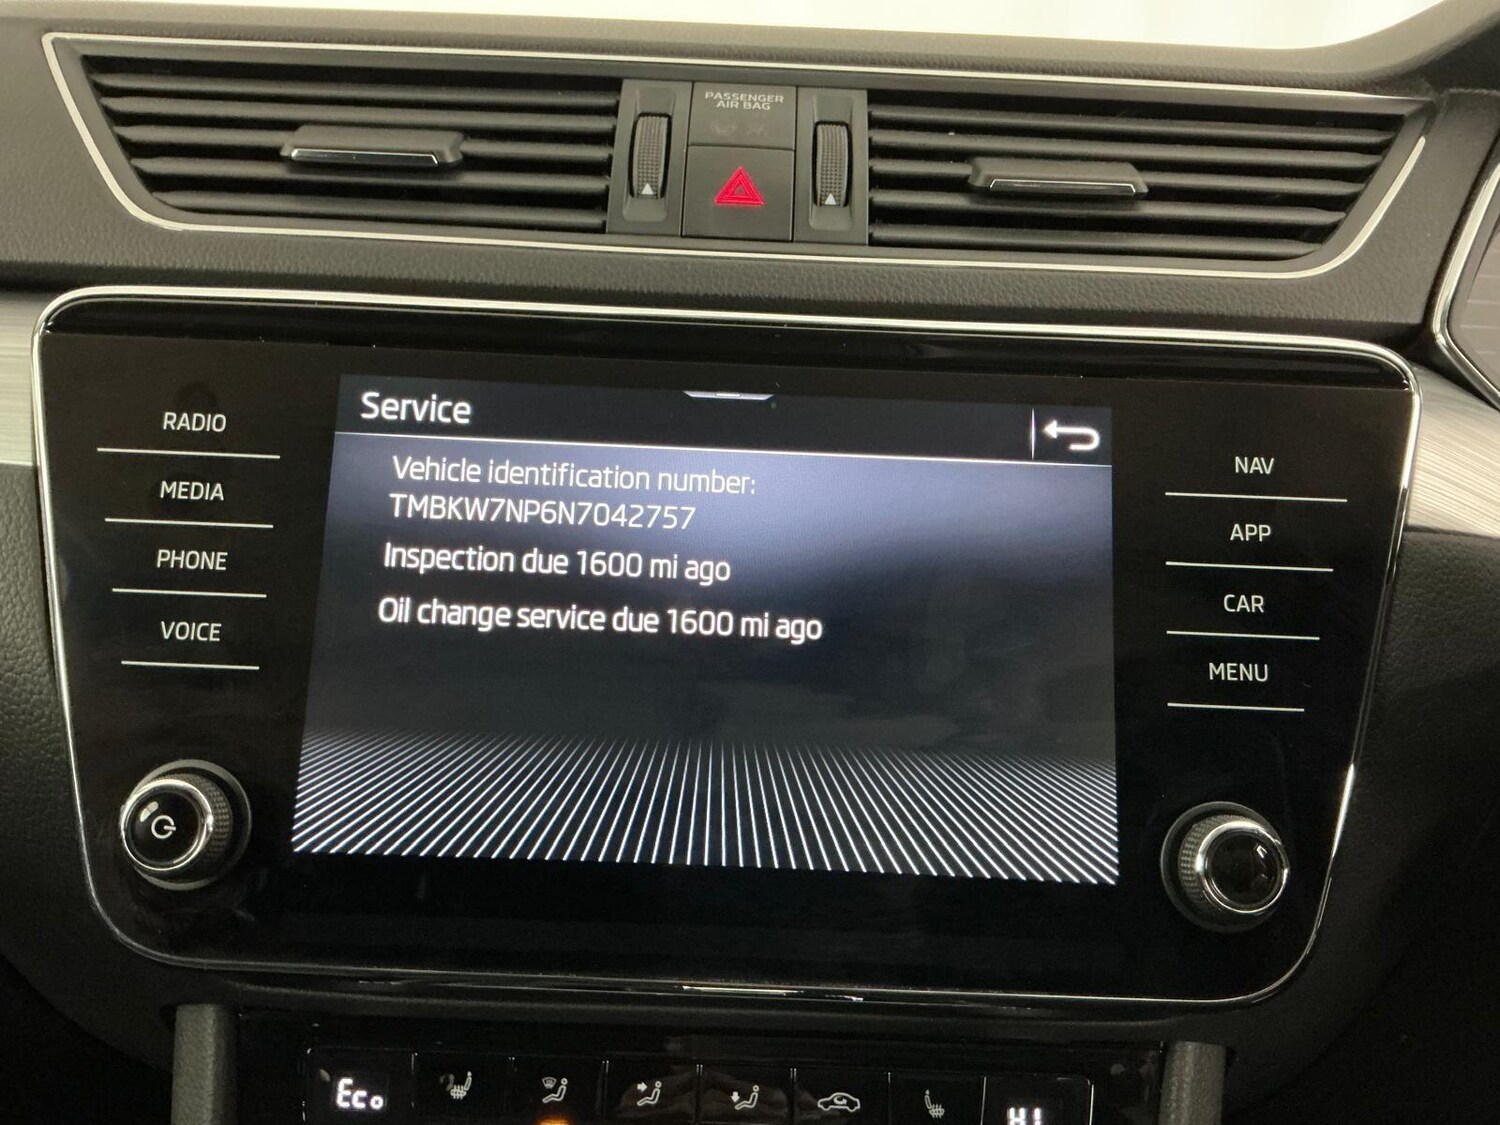 PASSENGER
AIR BAG
RADIO
MEDIA
PHONE
VOICE
Service
Vehicle identification number:
TMBKW7NP6N7042757
Inspection due 1600 mi ago
Oil change service due 1600 mi ago
NAV
APP
CAR
MENU
Eco
HI